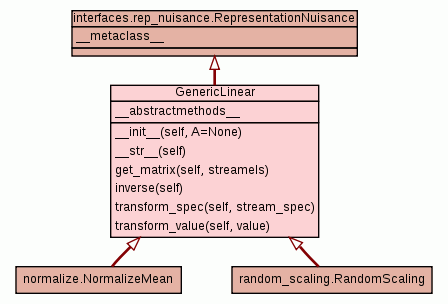 interfaces.rep_nuisance.RepresentationNuisance
__metaclass__
GenericLinear
__abstractmethods__
__init__(self, A=None)
__str__(self)
get_matrix(self, streamels)
inverse(self)
transform_spec(self, stream_spec)
transform_value(self, value)
normalize.NormalizeMean
random_scaling.RandomScaling